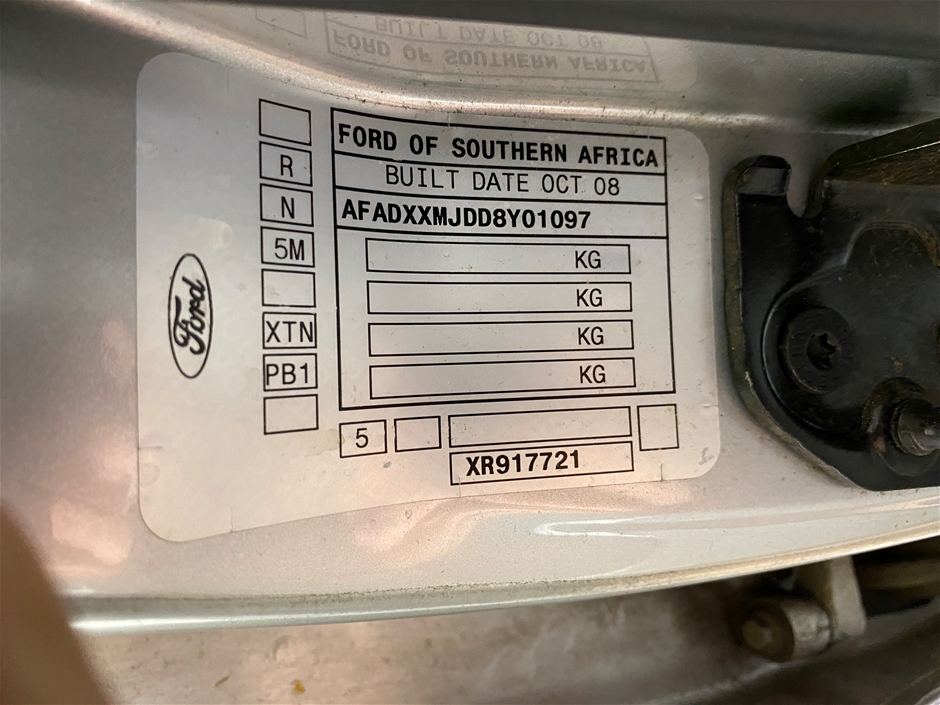 BUILT DATE OCT 08
FORD OF SOUTHERN AFRICA
FORD OF SOUTHERN AFRICA
BUILT DATE OCT 08
AFADXXMJDD8Y01097
R
N
5M
XTN
PB1
KG
KG
KG
KG
Ford
5
XR917721